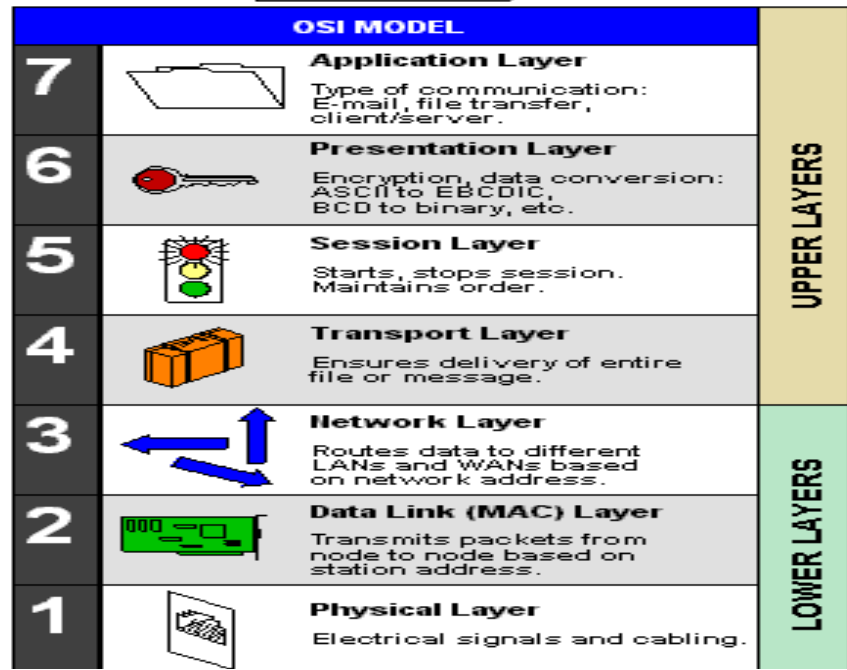 OSI MODEL
7
Application Layer
Type of communication:
E-mail, file transfer,
client/server.
6
Presentation Layer
Encryption, data conversion:
ASCII to EBCDIC,
BCD to binary, etc.
5
Session Layer
Starts, stops session.
Maintains order.
4
Transport Layer
Ensures delivery of entire
file or message.
UPPER LAYERS
3
Network Layer
Routes data to different
LANs and WANs based
on network address.
2
Data Link (MAC) Layer
Transmits packets from
node to node based on
station address.
1
Physical Layer
Electrical signals and cabling.
LOWER LAYERS